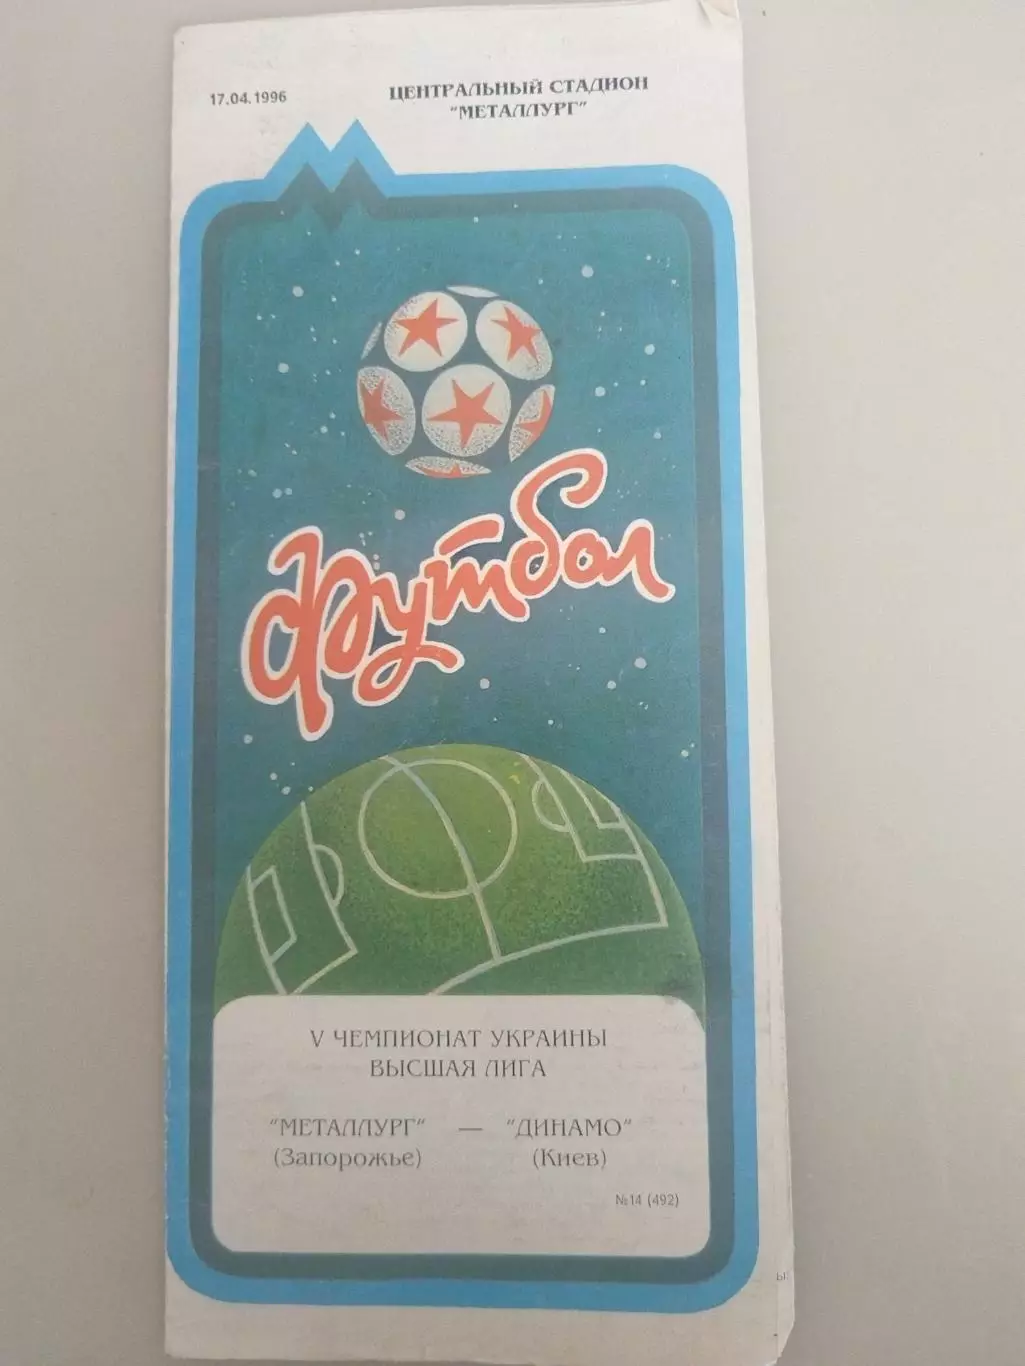 17.04.1996
ЦЕНТРАЛЬНЫЙ СТАДИОН
"МЕТАЛЛУРГ"
Футбол
V ЧЕМПИОНАТ УКРАИНЫ
ВЫСШАЯ ЛИГА
"МЕТАЛЛУРГ" — "ДИНАМО"
(Запорожье) (Киев)
№14 (492)